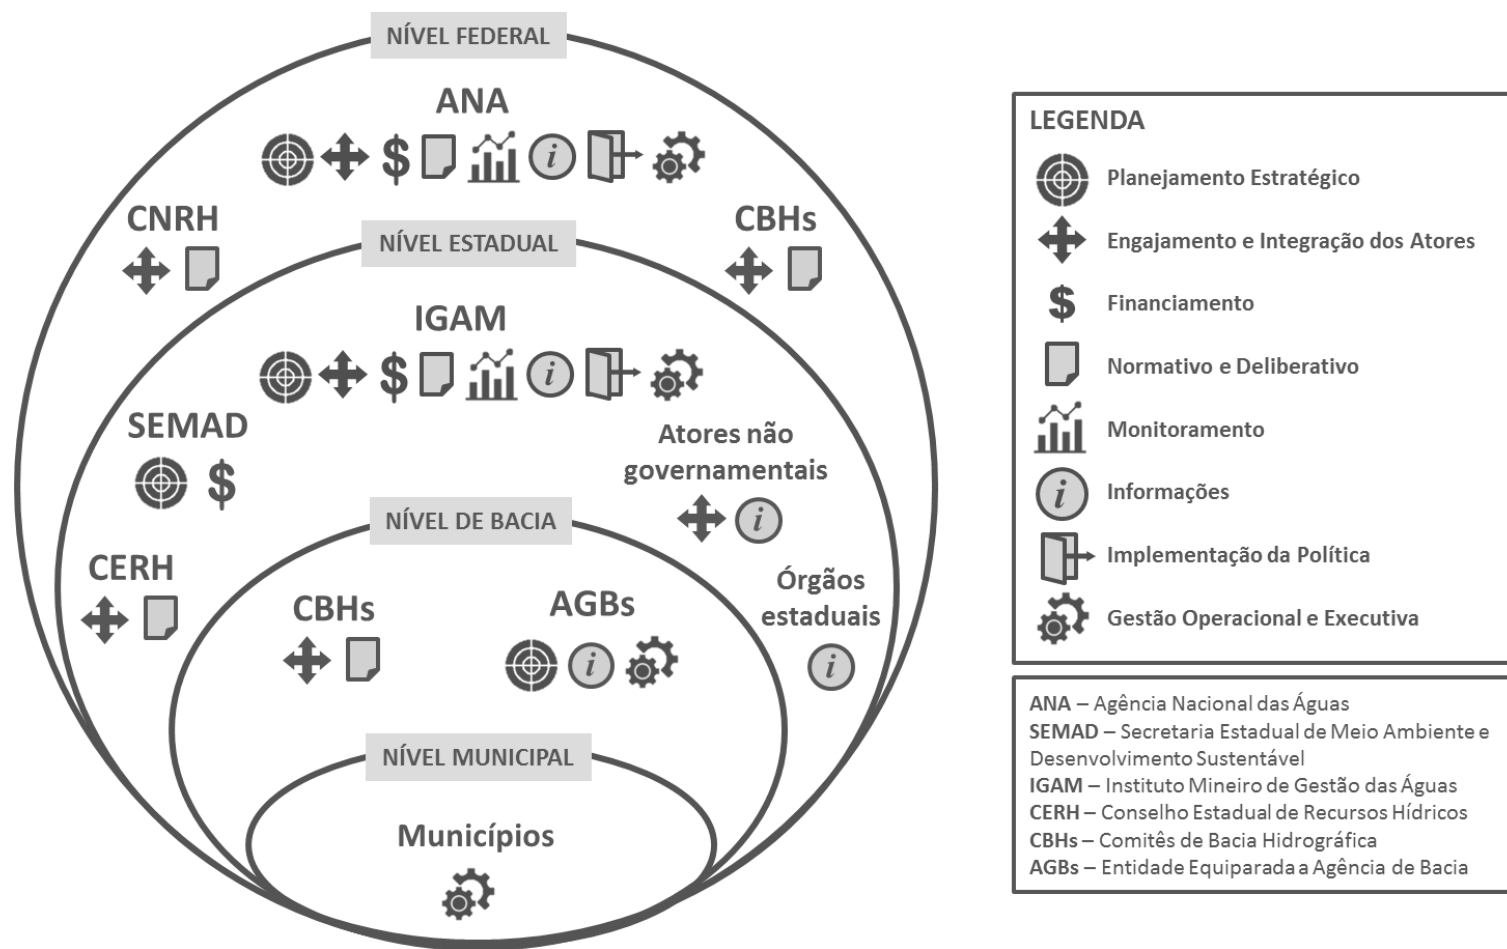 NÍVEL FEDERAL
ANA
$
i
CNRH
CBHs
NÍVEL ESTADUAL
IGAM
$
i
SEMAD
$
Atores não
governamentais
i
NÍVEL DE BACIA
CERH
CBHs
AGBs
i
Órgãos
estaduais
i
NÍVEL MUNICIPAL
Municípios
LEGENDA
Planejamento Estratégico
Engajamento e Integração dos Atores
$ Financiamento
Normativo e Deliberativo
Monitoramento
i Informações
Implementação da Política
Gestão Operacional e Executiva
ANA – Agência Nacional das Águas
SEMAD – Secretaria Estadual de Meio Ambiente e
Desenvolvimento Sustentável
IGAM – Instituto Mineiro de Gestão das Águas
CERH – Conselho Estadual de Recursos Hídricos
CBHs – Comitês de Bacia Hidrográfica
AGBs – Entidade Equiparada a Agência de Bacia